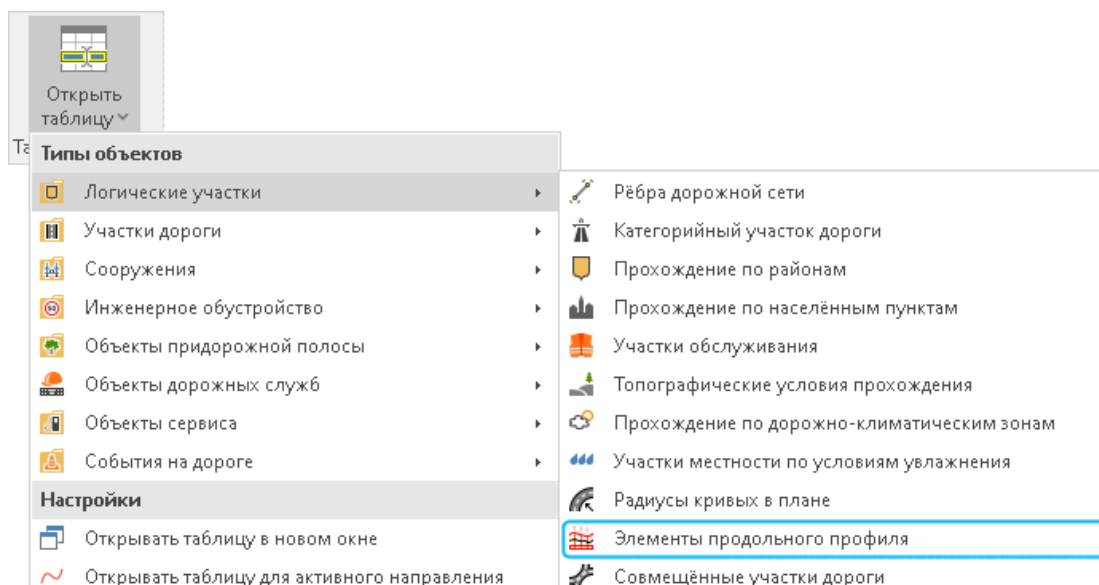 Открыть
таблицу
Та
Типы объектов
Логические участки
Участки дороги
Сооружения
Инженерное обустройство
Объекты придорожной полосы
Объекты дорожных служб
Объекты сервиса
События на дороге
Настройки
Открывать таблицу в новом окне
Открывать таблицу для активного направления
Рёбра дорожной сети
Категорийный участок дороги
Прохождение по районам
Прохождение по населённым пунктам
Участки обслуживания
Топографические условия прохождения
Прохождение по дорожно-климатическим зонам
Участки местности по условиям увлажнения
Радиусы кривых в плане
Элементы продольного профиля
Совмещённые участки дороги